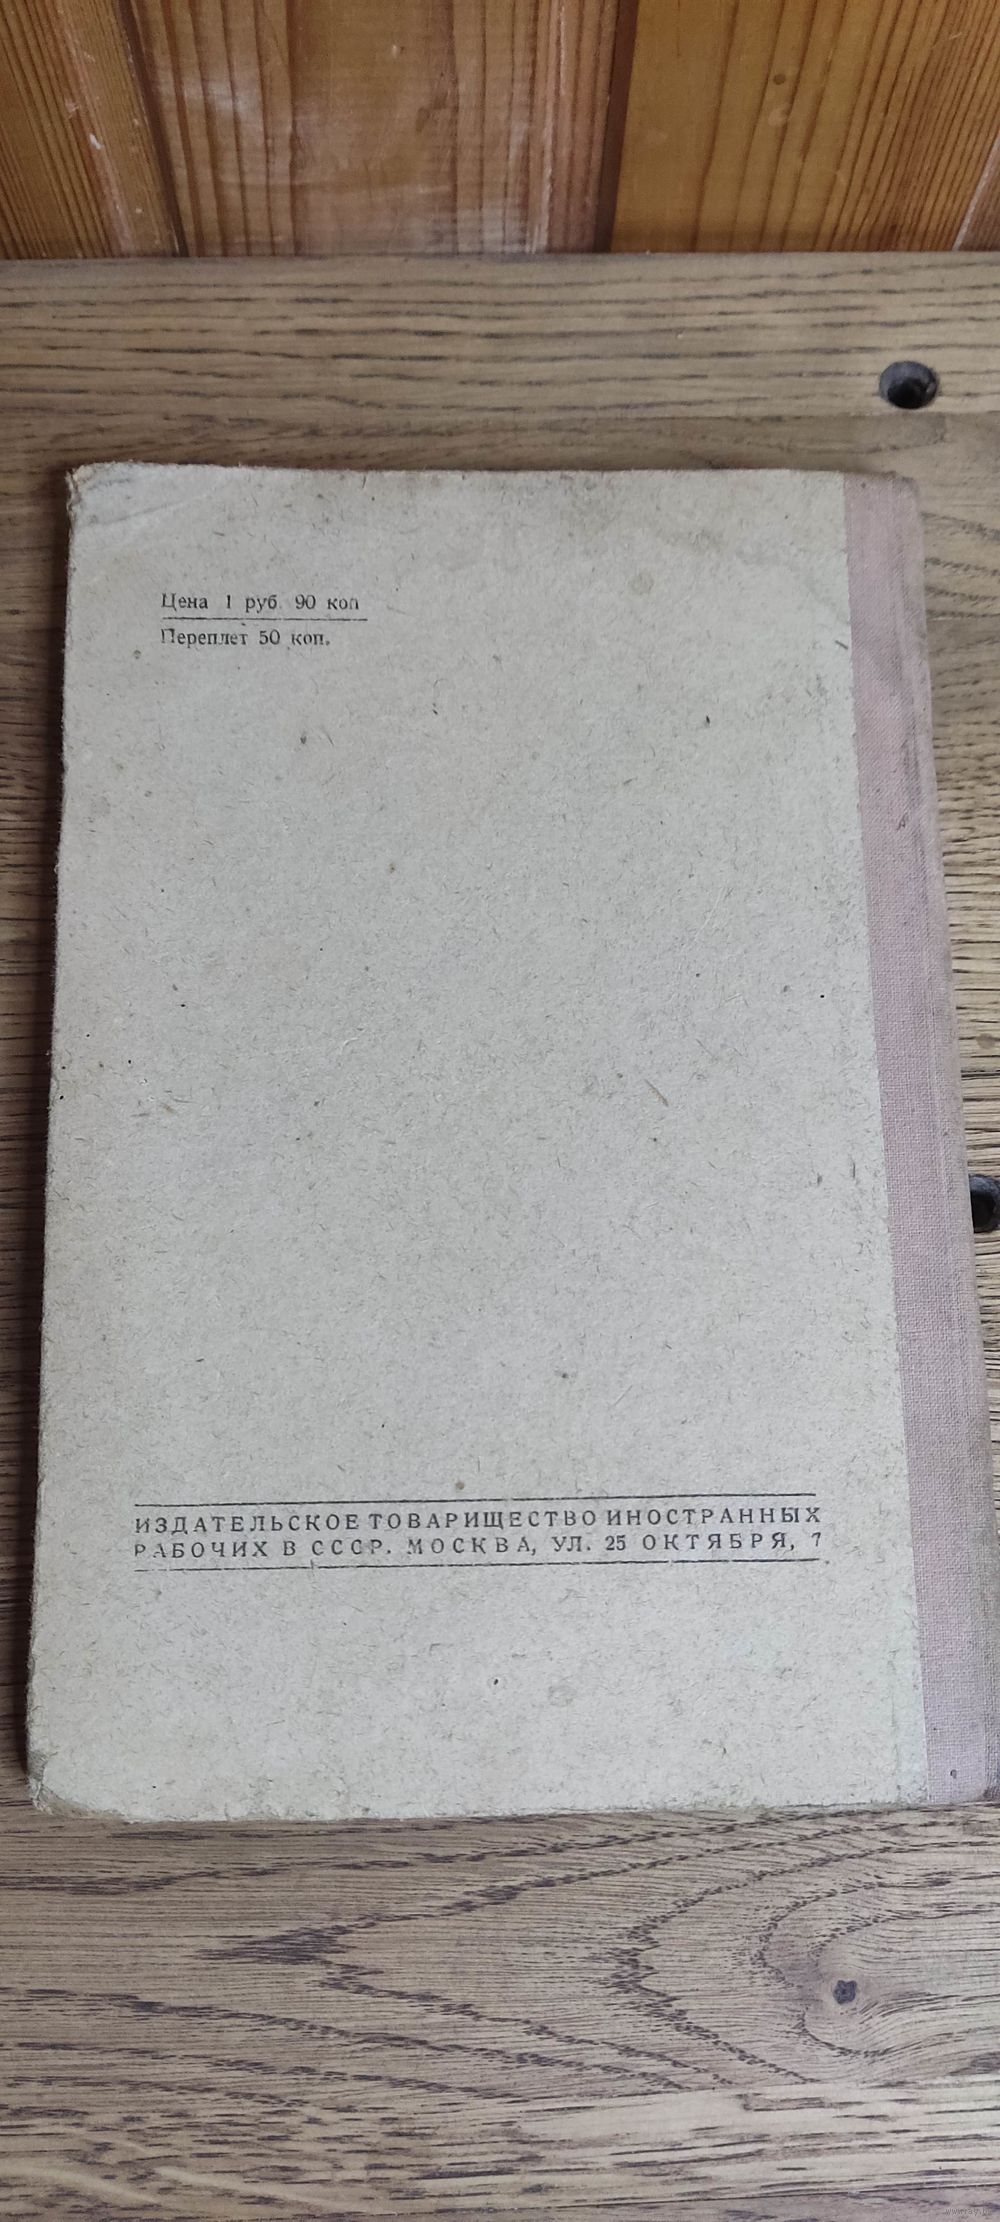 Цена 1 руб. 90 коп
Переплет 50 коп.
ИЗДАТЕЛЬСКОЕ ТОВАРИЩЕСТВО ИНОСТРАННЫХ
РАБОЧИХ В СССР. МОСКВА, УЛ. 25 ОКТЯБРЯ, 7